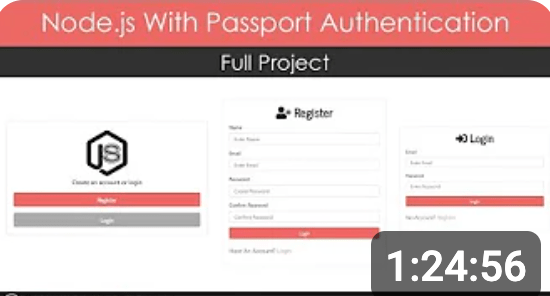 Node.js With Passport Authentication
Full Project
JS
Create an account or login
Register
Login
Register
Name
Enter Name
Email
Enter Email
Password
Create Password
Confirm Password
Confirm Password
Login
Have An Account? Login
Login
Email
Enter Email
Password
Enter Password
Login
No Account? Register
1:24:56